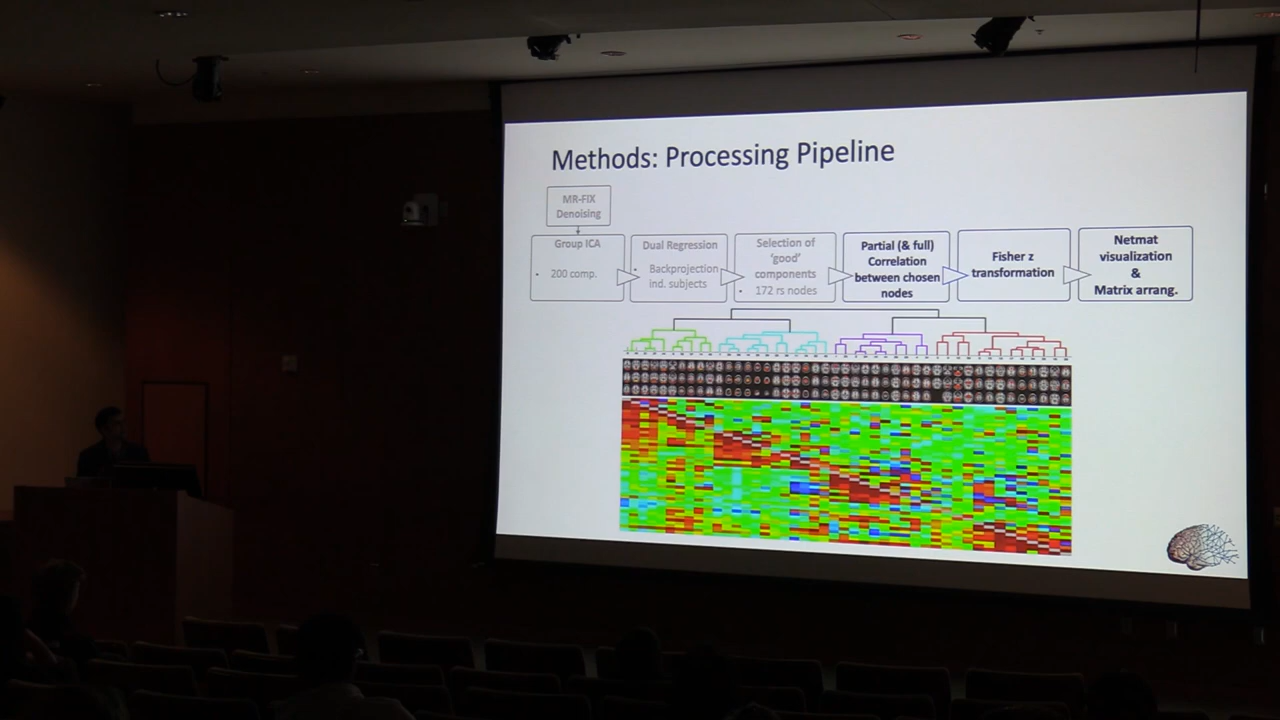 Methods: Processing Pipeline
MR-FIX
Denoising
Group ICA
• 200 comp.
Dual Regression
• Backprojection
ind. subjects
Selection of
'good'
components
• 172 rs nodes
Partial (& full)
Correlation
between chosen
nodes
Fisher z
transformation
Netmat
visualization
&
Matrix arrang.